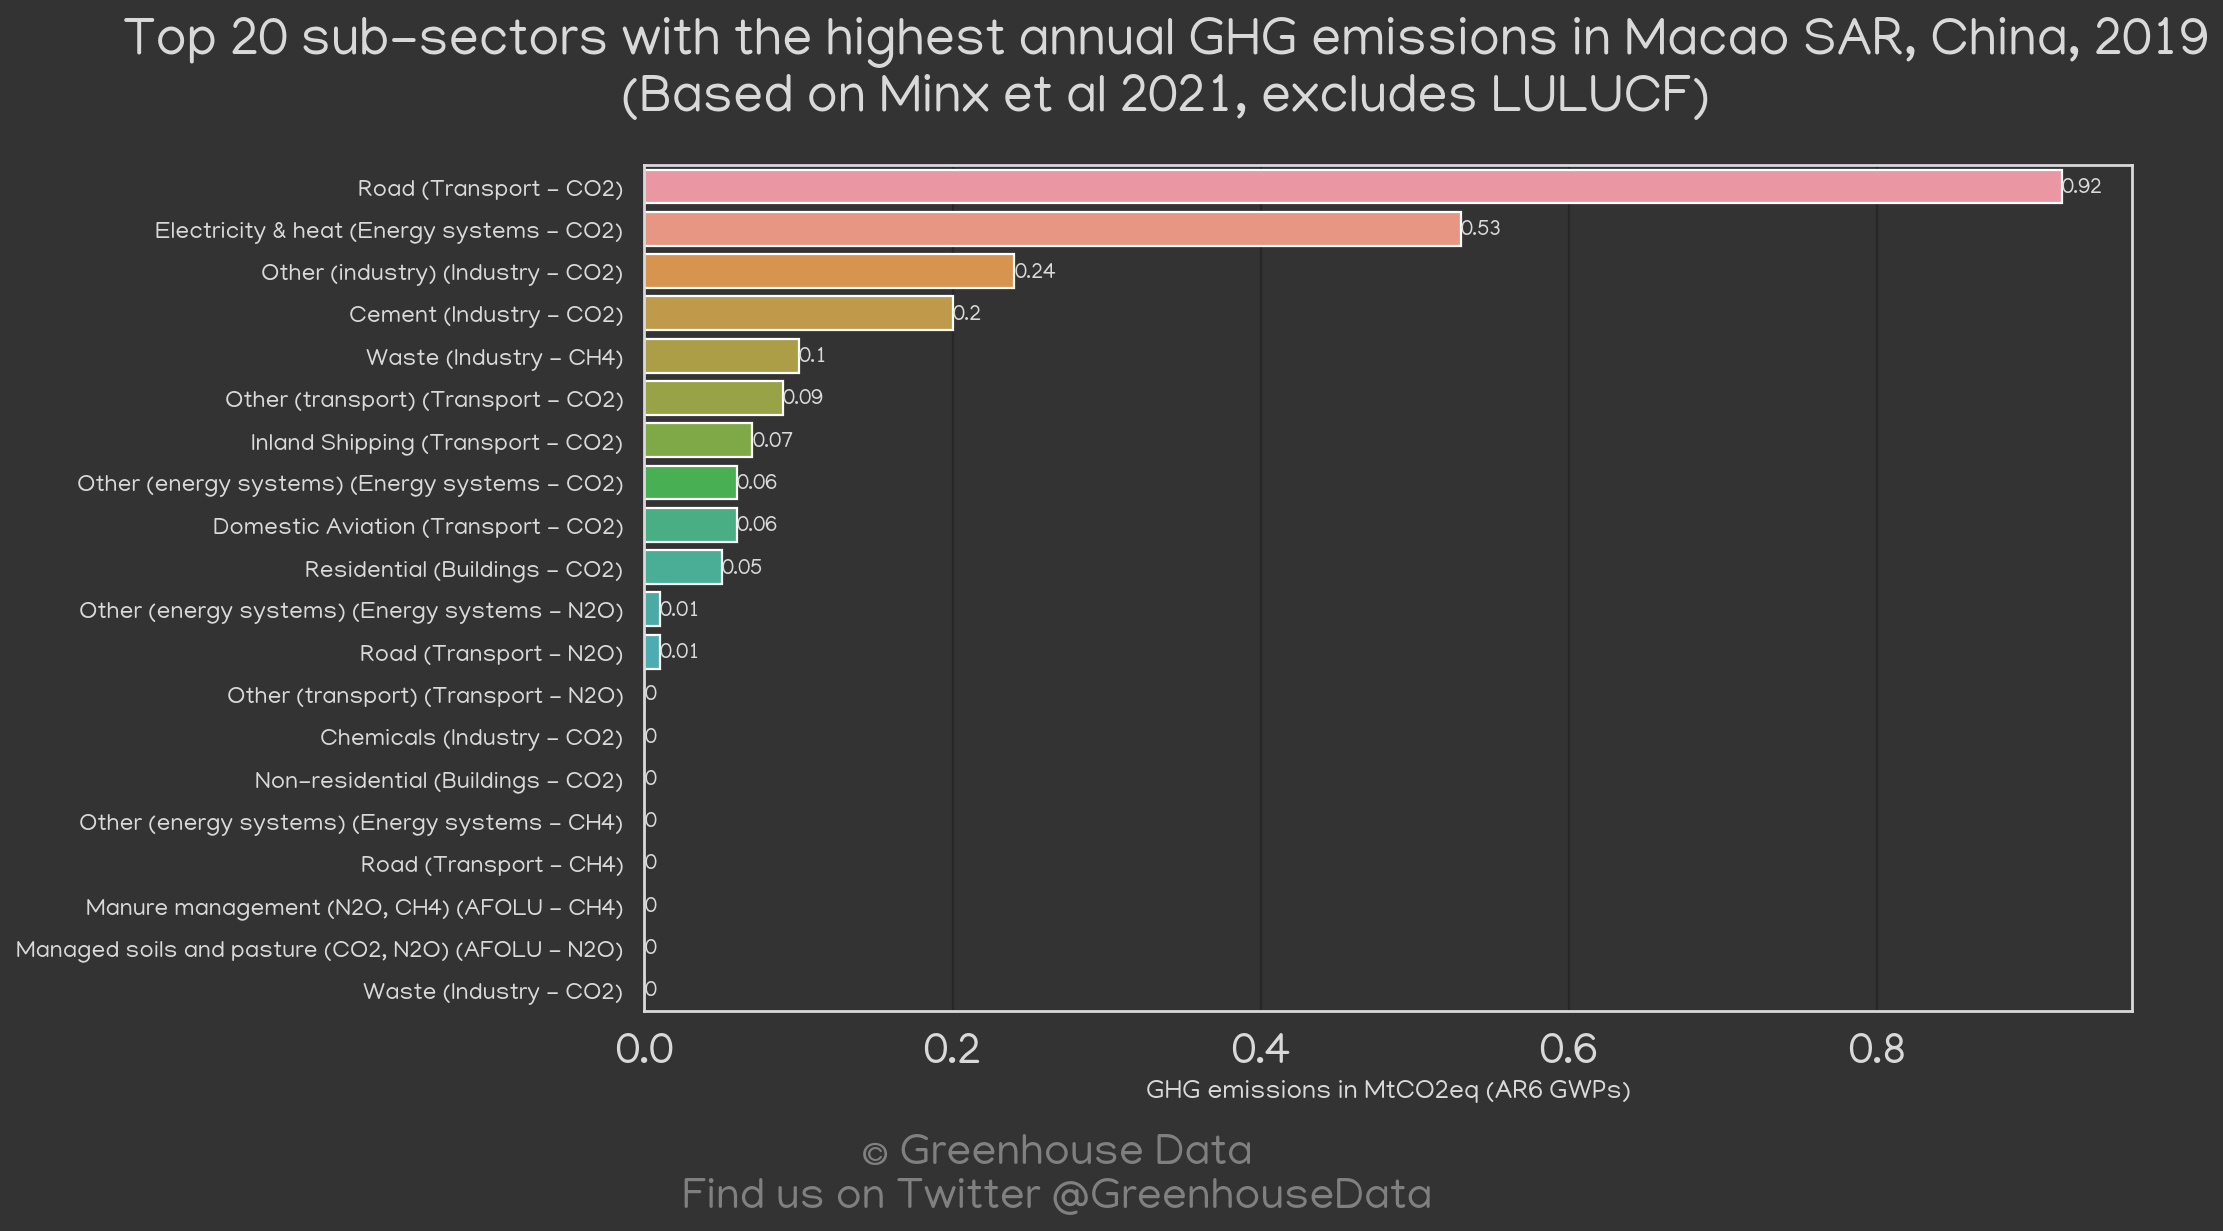 Top 20 sub-sectors with the highest annual GHG emissions in Macao SAR, China, 2019
(Based on Minx et al 2021, excludes LULUCF)
Road (Transport - CO2) 0.92
Electricity & heat (Energy systems - CO2) 0.53
Other (industry) (Industry - CO2) 0.24
Cement (Industry - CO2) 0.2
Waste (Industry - CH4) 0.1
Other (transport) (Transport - CO2) 0.09
Inland Shipping (Transport - CO2) 0.07
Other (energy systems) (Energy systems - CO2) 0.06
Domestic Aviation (Transport - CO2) 0.06
Residential (Buildings - CO2) 0.05
Other (energy systems) (Energy systems - N2O) 0.01
Road (Transport - N2O) 0.01
Other (transport) (Transport - N2O) 0
Chemicals (Industry - CO2) 0
Non-residential (Buildings - CO2) 0
Other (energy systems) (Energy systems - CH4) 0
Road (Transport - CH4) 0
Manure management (N2O, CH4) (AFOLU - CH4) 0
Managed soils and pasture (CO2, N2O) (AFOLU - N2O) 0
Waste (Industry - CO2) 0
0.0 0.2 0.4 0.6 0.8
GHG emissions in MtCO2eq (AR6 GWPs)
© Greenhouse Data
Find us on Twitter @GreenhouseData